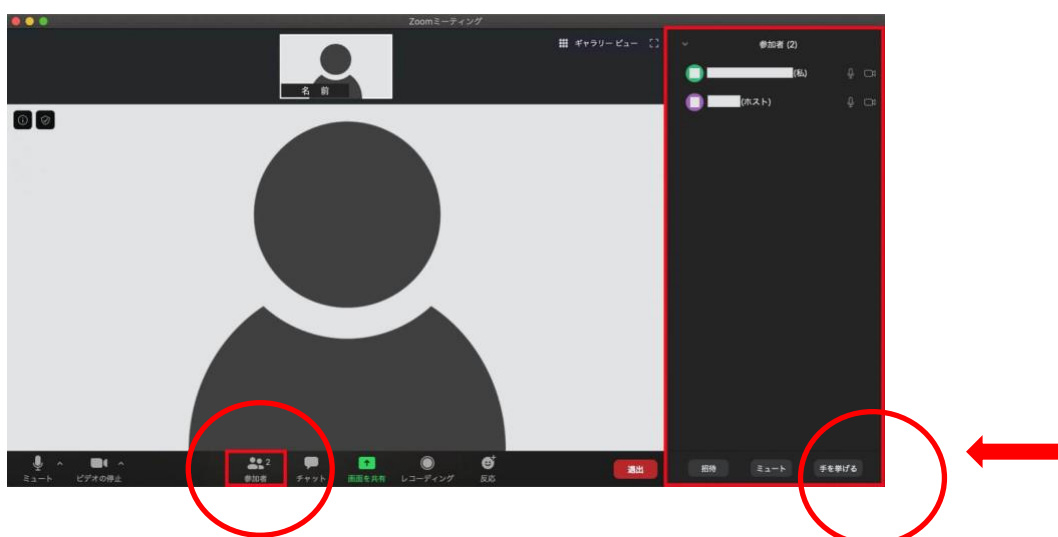 Zoomミーティング
ギャラリー ビュー
名 前
参加者 (2)
(私)
(ホスト)
ミュート
ビデオの停止
2
参加者
チャット
画面を共有
レコーディング
反応
退出
招待
ミュート
手を挙げる